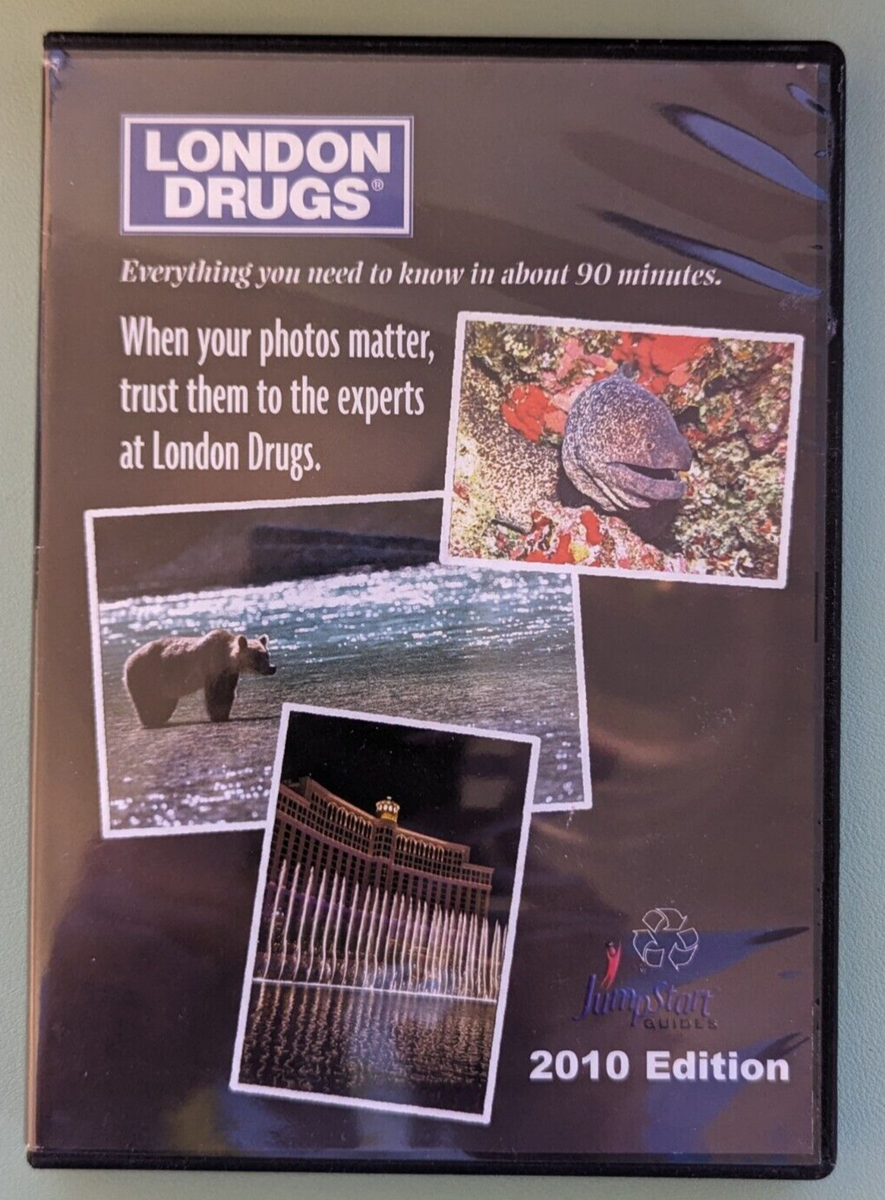 LONDON
DRUGS®
Everything you need to know in about 90 minutes.
When your photos matter,
trust them to the experts
at London Drugs.
JumpStart
GUIDES
2010 Edition